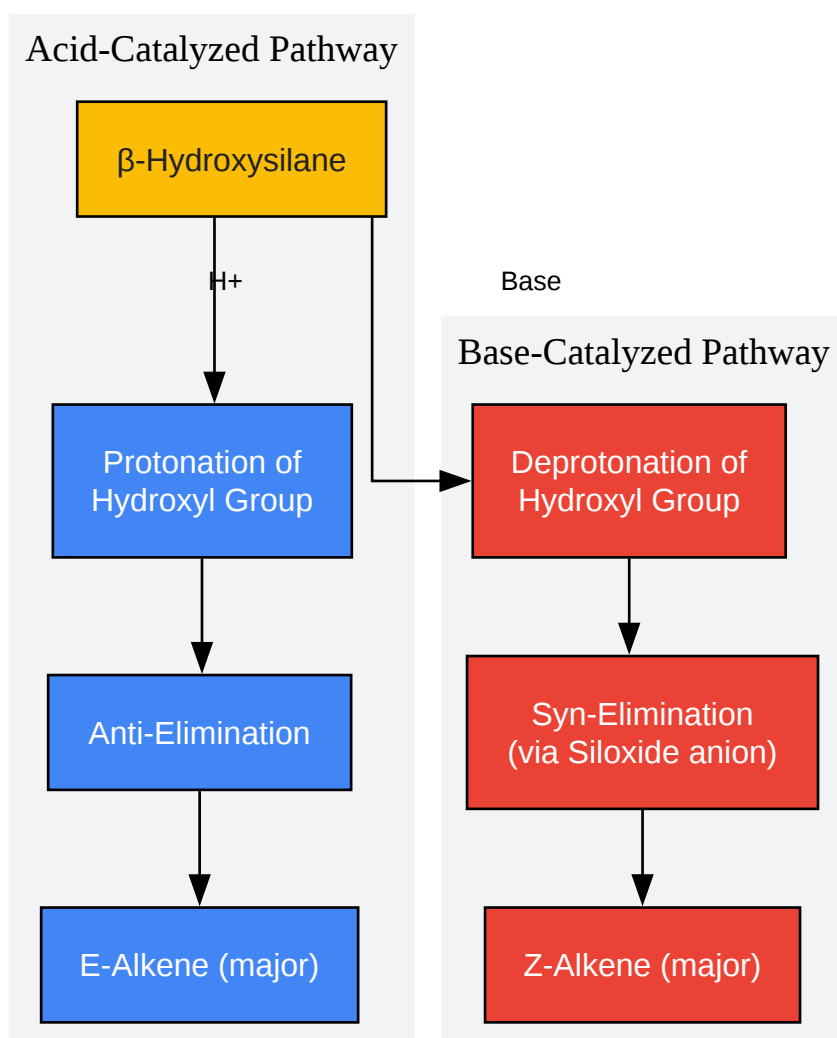 Acid-Catalyzed Pathway
β-Hydroxysilane
H+
Base
Base-Catalyzed Pathway
Protonation of
Hydroxyl Group
Deprotonation of
Hydroxyl Group
Anti-Elimination
Syn-Elimination
(via Siloxide anion)
E-Alkene (major)
Z-Alkene (major)